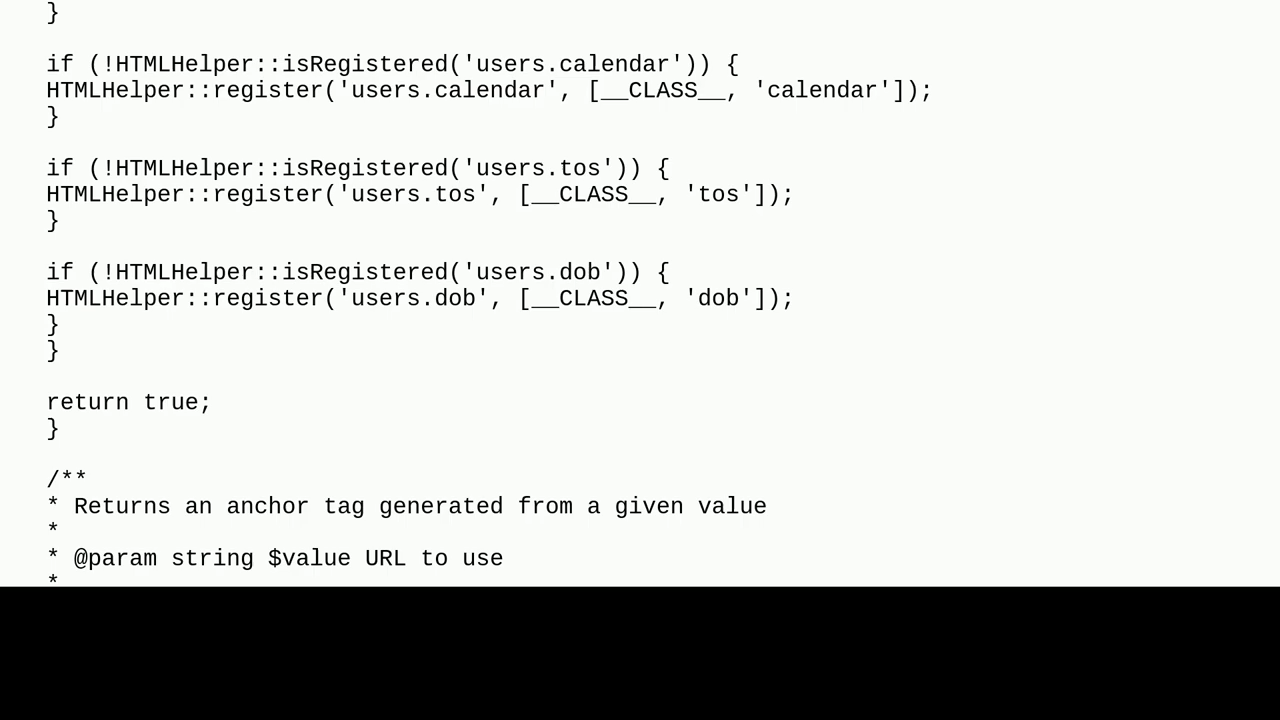 }
if (!HTMLHelper::isRegistered('users.calendar')) {
HTMLHelper::register('users.calendar', [__CLASS__, 'calendar']);
}
if (!HTMLHelper::isRegistered('users.tos')) {
HTMLHelper::register('users.tos', [__CLASS__, 'tos']);
}
if (!HTMLHelper::isRegistered('users.dob')) {
HTMLHelper::register('users.dob', [__CLASS__, 'dob']);
}
}
return true;
}
/**
* Returns an anchor tag generated from a given value
*
* @param string $value URL to use
*